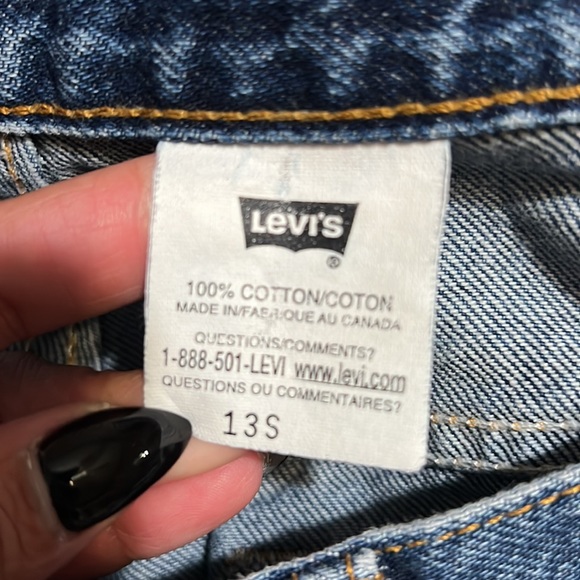 LEVI'S
®
100% COTTON/COTON
MADE IN/FABRIQUE AU CANADA
QUESTIONS/COMMENTS?
1-888-501-LEVI www.levi.com
QUESTIONS OU COMMENTAIRES?
13S